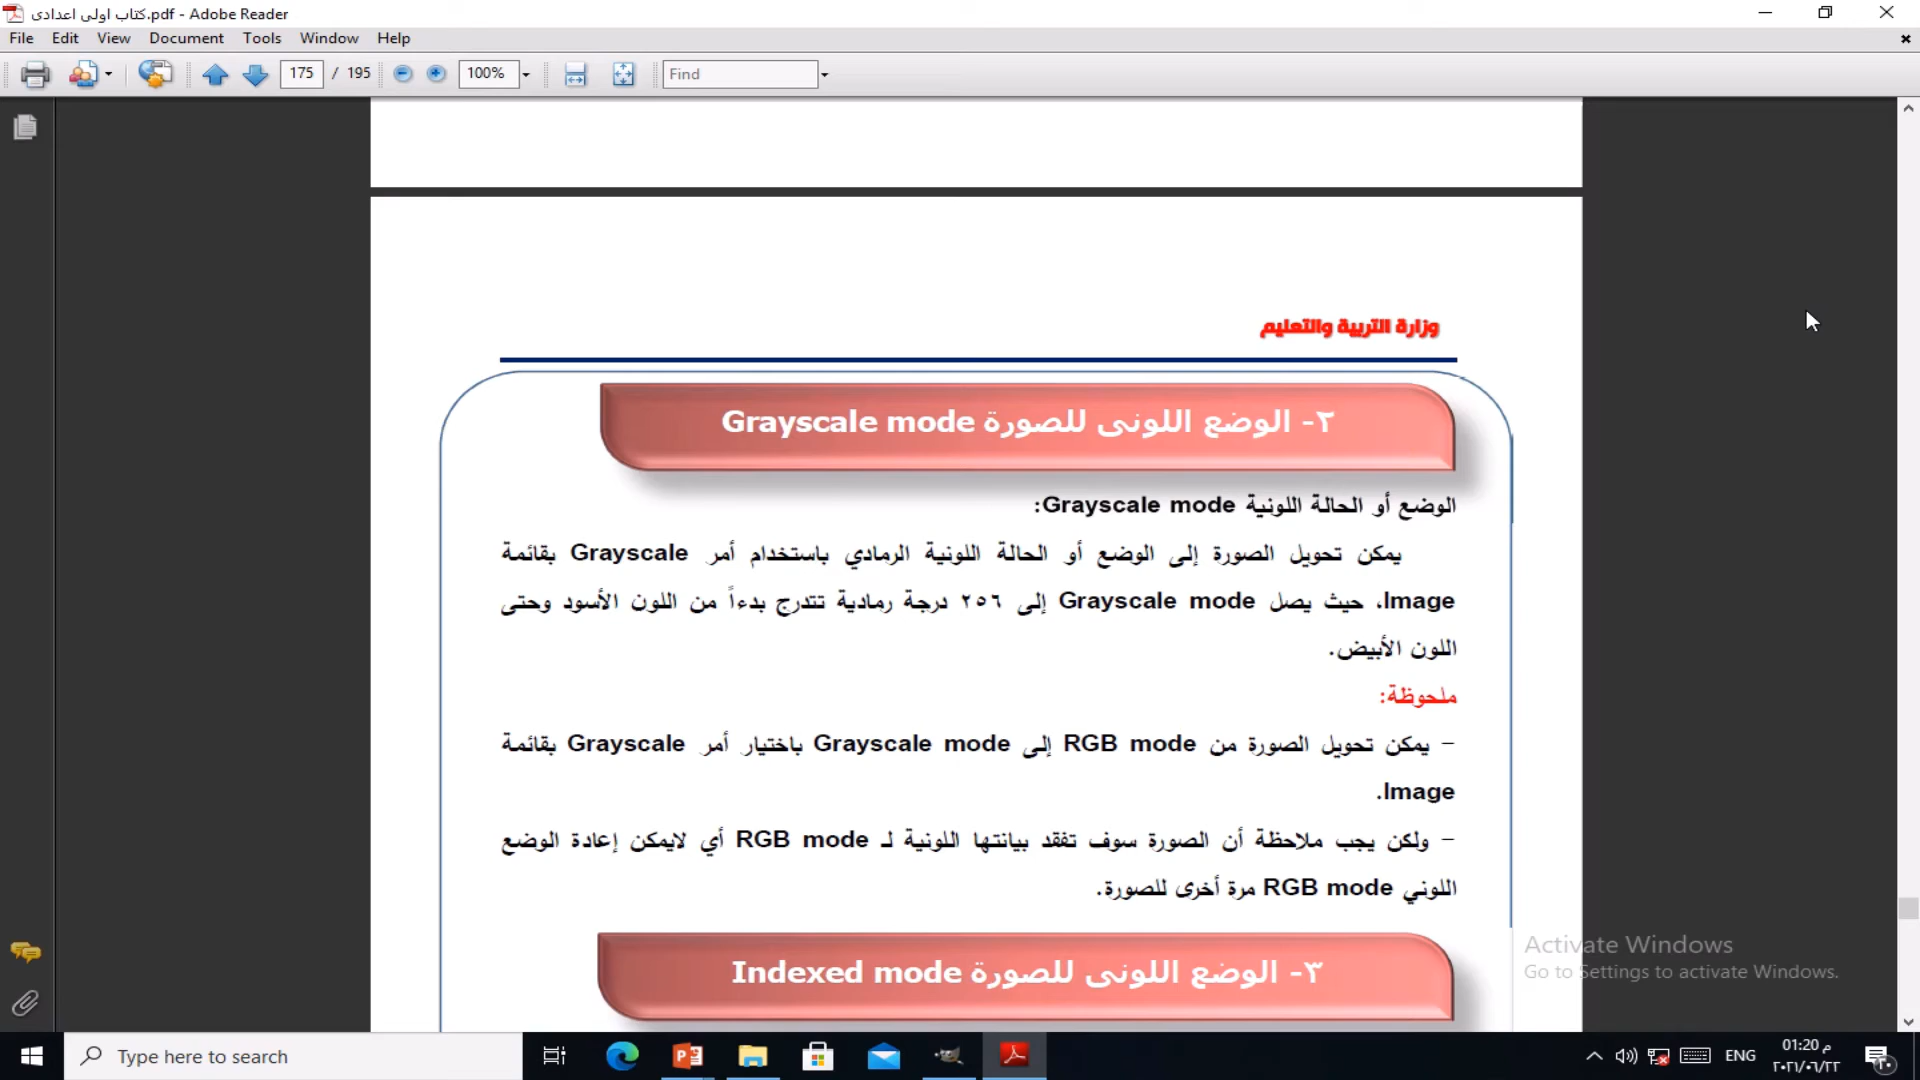 كتاب اولى اعدادى.pdf - Adobe Reader
File Edit View Document Tools Window Help
175 / 195 100% Find
وزارة التربية والتعليم
٢- الوضع اللونى للصورة Grayscale mode
الوضع أو الحالة اللونية Grayscale mode:
يمكن تحويل الصورة إلى الوضع أو الحالة اللونية الرمادي باستخدام أمر Grayscale بقائمة
Image، حيث يصل Grayscale mode إلى ٢٥٦ درجة رمادية تتدرج بدءاً من اللون الأسود وحتى
اللون الأبيض.
ملحوظة:
– يمكن تحويل الصورة من RGB mode إلى Grayscale mode باختيار أمر Grayscale بقائمة
Image.
– ولكن يجب ملاحظة أن الصورة سوف تفقد بيانتها اللونية لـ RGB mode أي لايمكن إعادة الوضع
اللوني RGB mode مرة أخرى للصورة.
٣- الوضع اللونى للصورة Indexed mode
Activate Windows
Go to Settings to activate Windows.
Type here to search
ENG
01:20 م
٢٠٢١/٠٦/٢٢